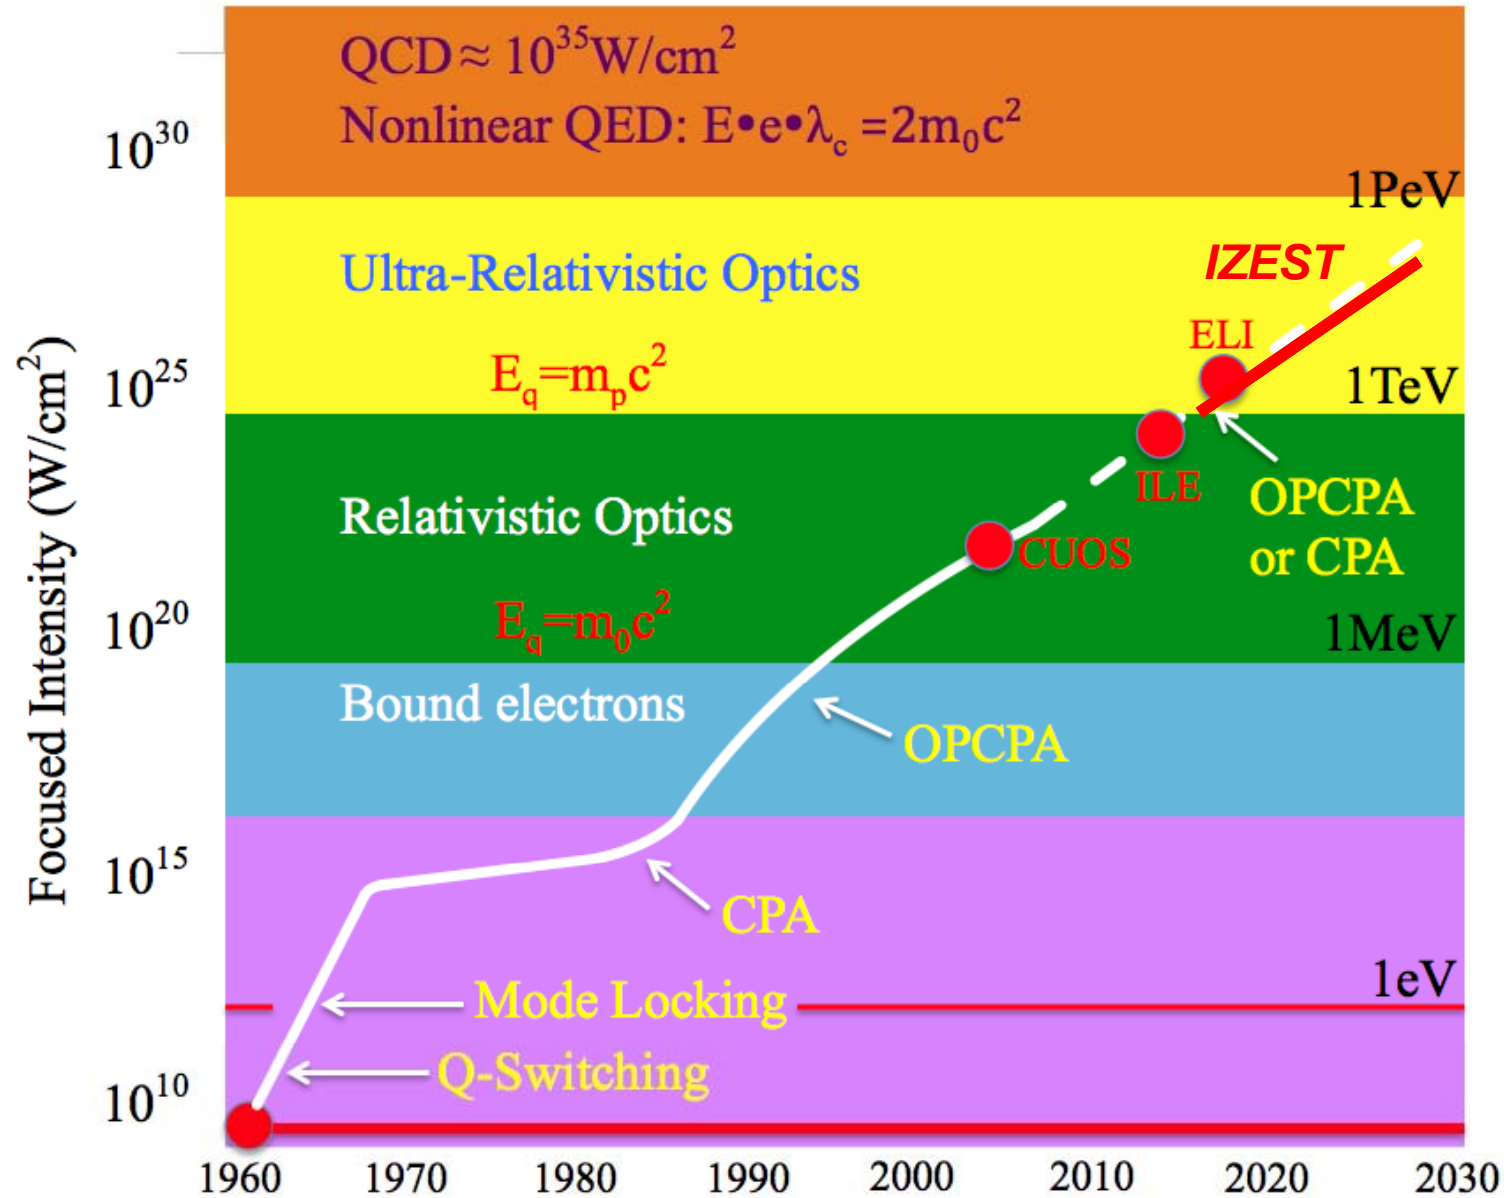 QCD ≈ 10³⁵W/cm²
Nonlinear QED: E•e•λc =2m₀c²
10³⁰
1PeV
Ultra-Relativistic Optics
IZEST
ELI
Eq=mpc²
10²⁵
1TeV
Relativistic Optics
ILE
OPCPA
or CPA
CUOS
Eq=m₀c²
10²⁰
1MeV
Bound electrons
OPCPA
10¹⁵
CPA
1eV
Mode Locking
Q-Switching
10¹⁰
Focused Intensity (W/cm²)
1960 1970 1980 1990 2000 2010 2020 2030